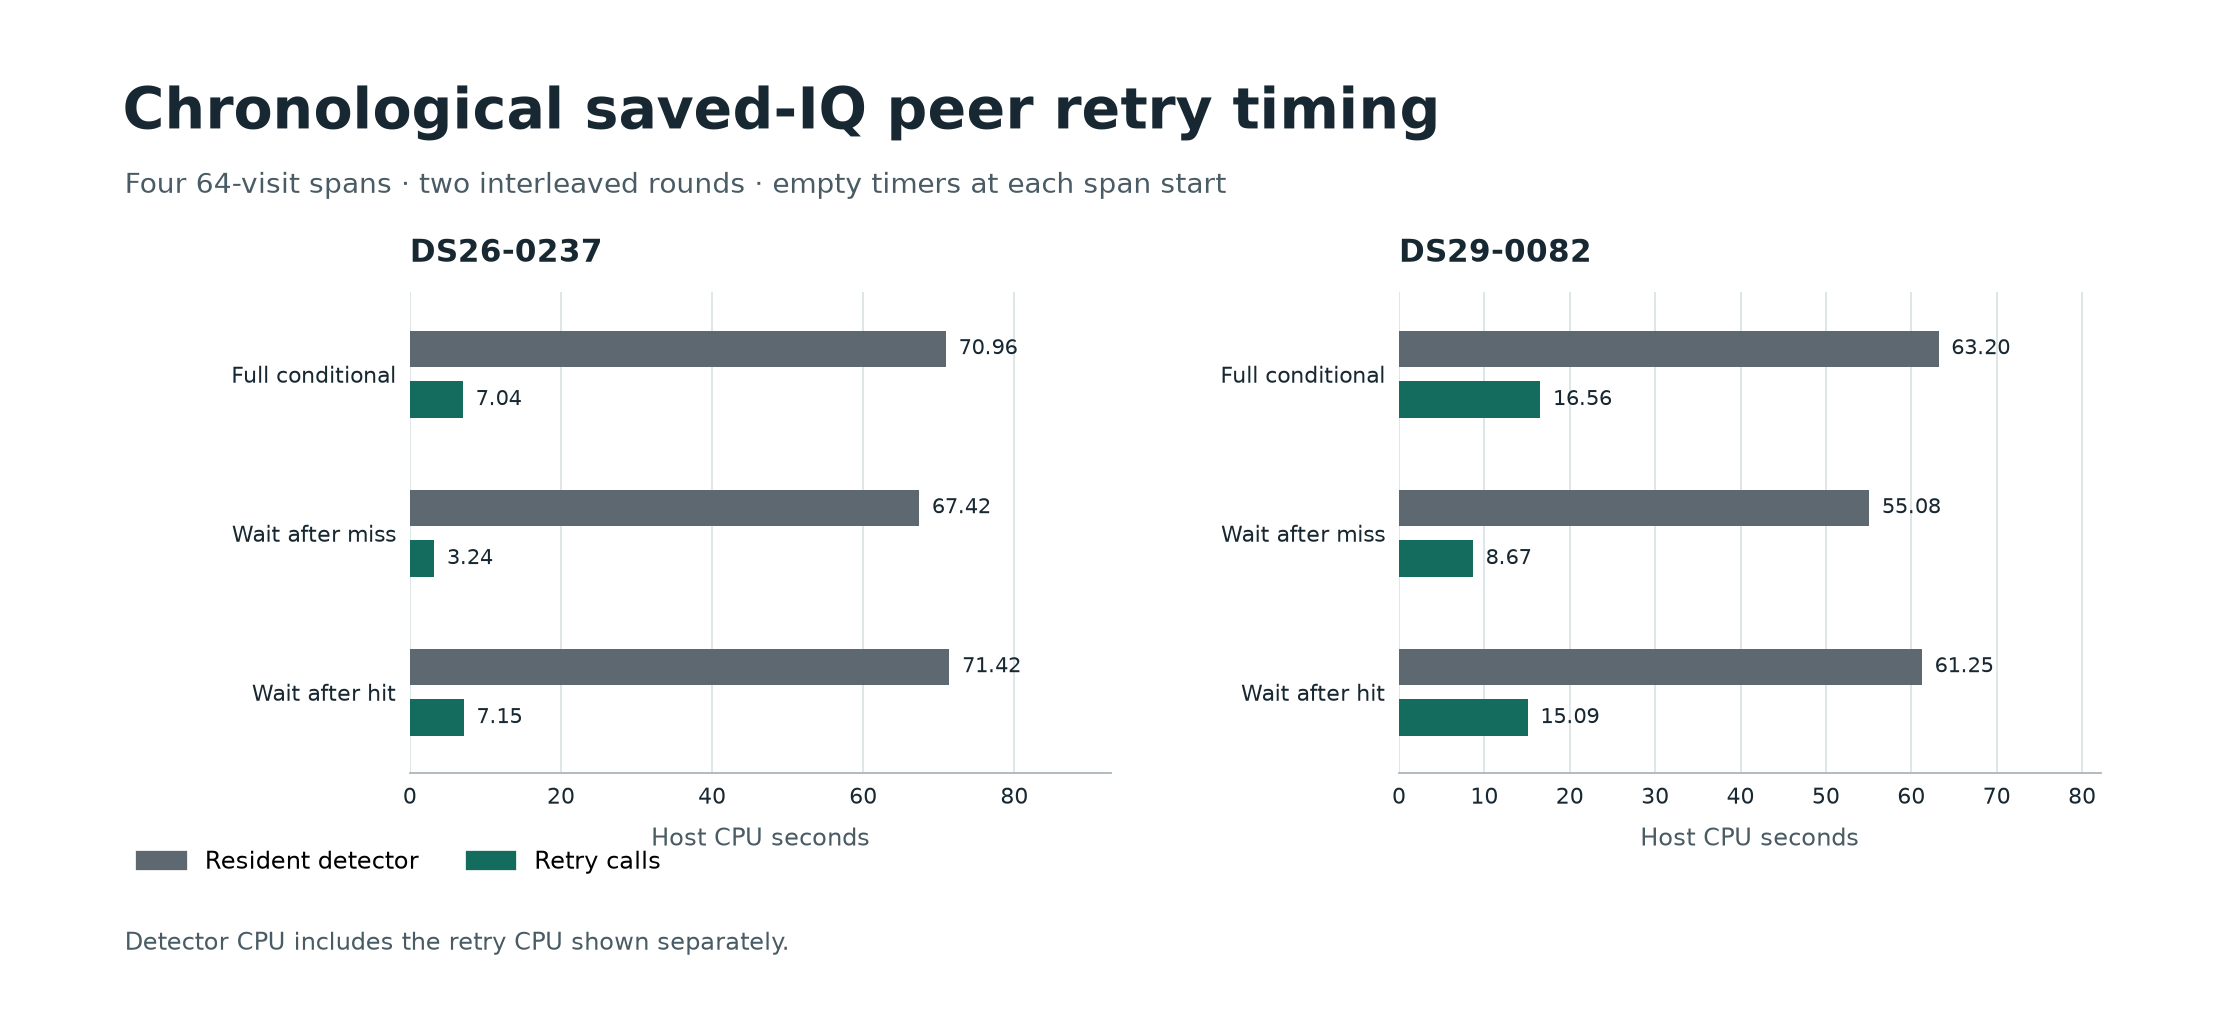 Chronological saved-IQ peer retry timing
Four 64-visit spans · two interleaved rounds · empty timers at each span start
DS26-0237
Full conditional
70.96
7.04
Wait after miss
67.42
3.24
Wait after hit
71.42
7.15
0 20 40 60 80
Host CPU seconds
DS29-0082
Full conditional
63.20
16.56
Wait after miss
55.08
8.67
Wait after hit
61.25
15.09
0 10 20 30 40 50 60 70 80
Host CPU seconds
Resident detector
Retry calls
Detector CPU includes the retry CPU shown separately.